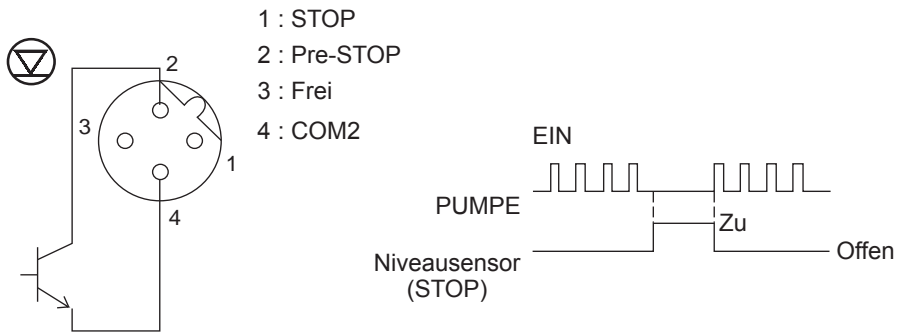 1 : STOP
2 : Pre-STOP
3 : Frei
4 : COM2
2
3
1
4
EIN
PUMPE
Zu
Offen
Niveausensor
(STOP)